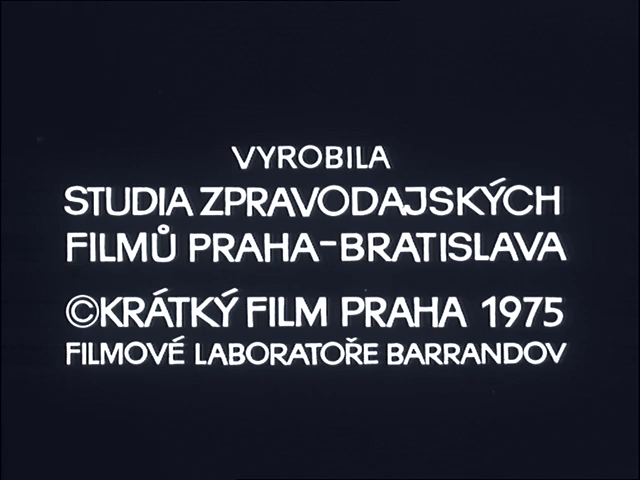 VYROBILA
STUDIA ZPRAVODAJSKÝCH
FILMŮ PRAHA-BRATISLAVA
©KRÁTKÝ FILM PRAHA 1975
FILMOVÉ LABORATOŘE BARRANDOV